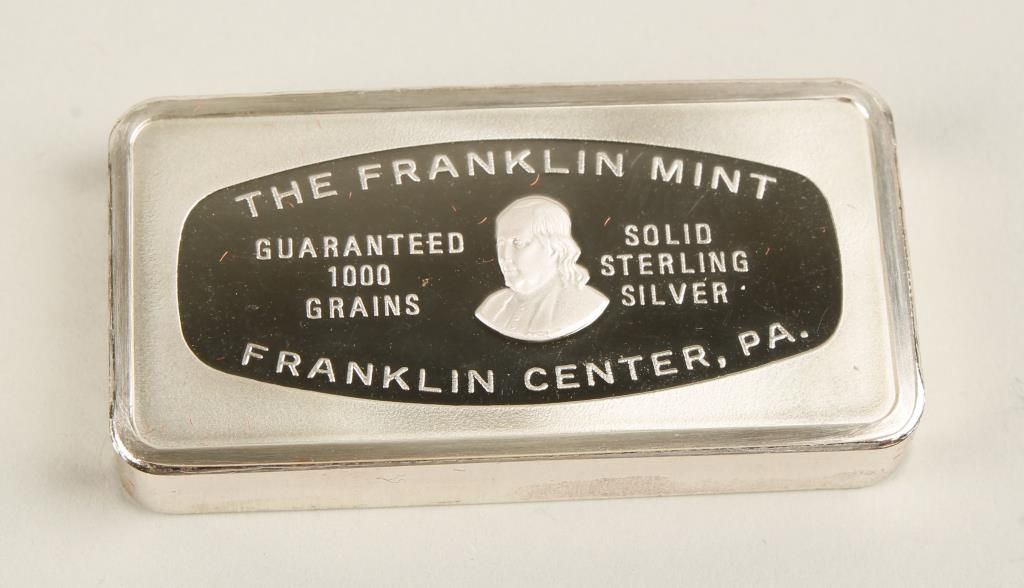 THE FRANKLIN MINT
GUARANTEED
1000
GRAINS
SOLID
STERLING
SILVER
FRANKLIN CENTER, PA.